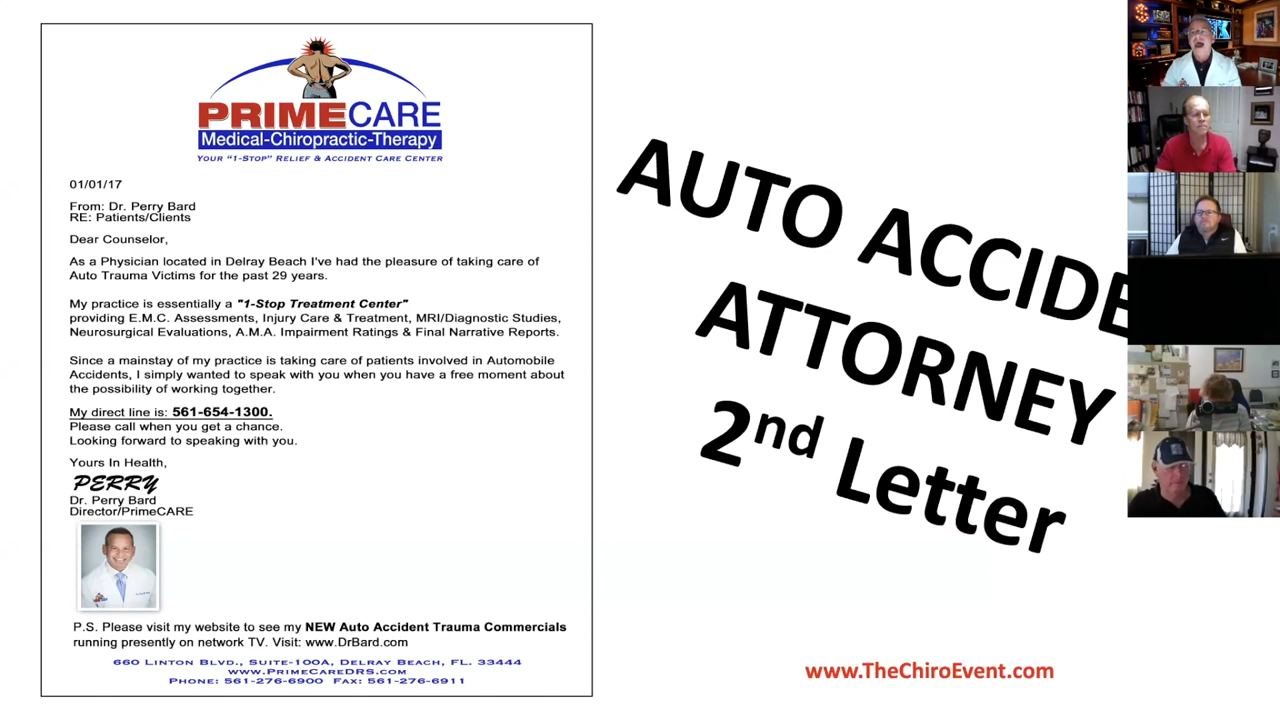 PRIMECARE
Medical-Chiropractic-Therapy
YOUR "1-STOP" RELIEF & ACCIDENT CARE CENTER
01/01/17
From: Dr. Perry Bard
RE: Patients/Clients
Dear Counselor,
As a Physician located in Delray Beach I've had the pleasure of taking care of
Auto Trauma Victims for the past 29 years.
My practice is essentially a "1-Stop Treatment Center"
providing E.M.C. Assessments, Injury Care & Treatment, MRI/Diagnostic Studies,
Neurosurgical Evaluations, A.M.A. Impairment Ratings & Final Narrative Reports.
Since a mainstay of my practice is taking care of patients involved in Automobile
Accidents, I simply wanted to speak with you when you have a free moment about
the possibility of working together.
My direct line is: 561-654-1300.
Please call when you get a chance.
Looking forward to speaking with you.
Yours In Health,
PERRY
Dr. Perry Bard
Director/PrimeCARE
P.S. Please visit my website to see my NEW Auto Accident Trauma Commercials
running presently on network TV. Visit: www.DrBard.com
660 LINTON BLVD., SUITE-100A, DELRAY BEACH, FL. 33444
WWW.PRIMECAREDRS.COM
PHONE: 561-276-6900 FAX: 561-276-6911
AUTO ACCIDE
ATTORNEY
2nd Letter
www.TheChiroEvent.com